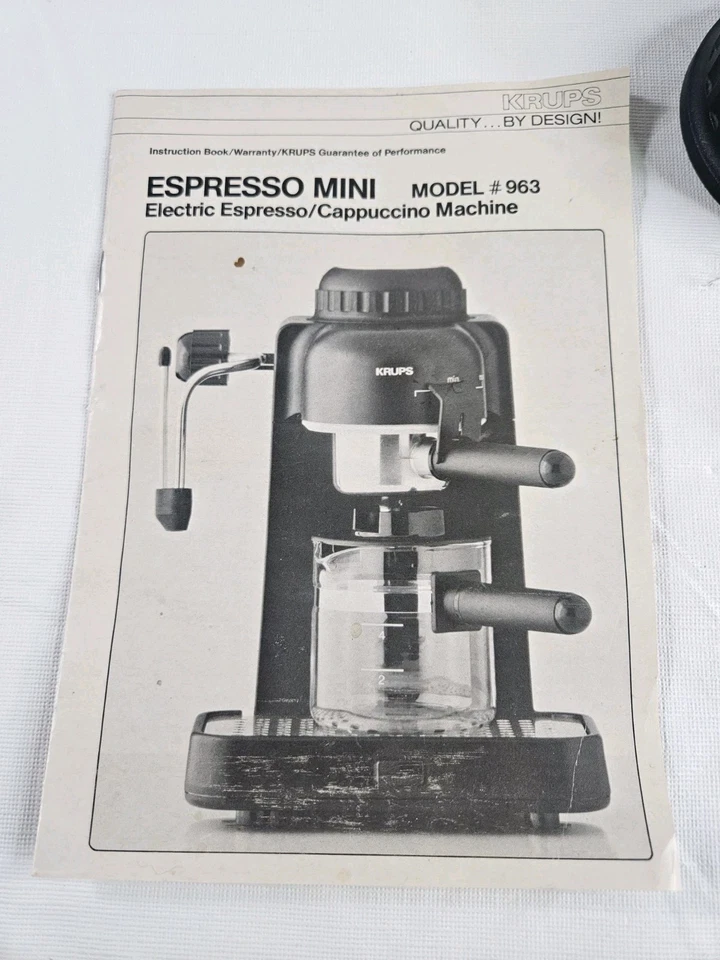 KRUPS
QUALITY...BY DESIGN!
Instruction Book/Warranty/KRUPS Guarantee of Performance
ESPRESSO MINI MODEL # 963
Electric Espresso/Cappuccino Machine
KRUPS
min.
4
2